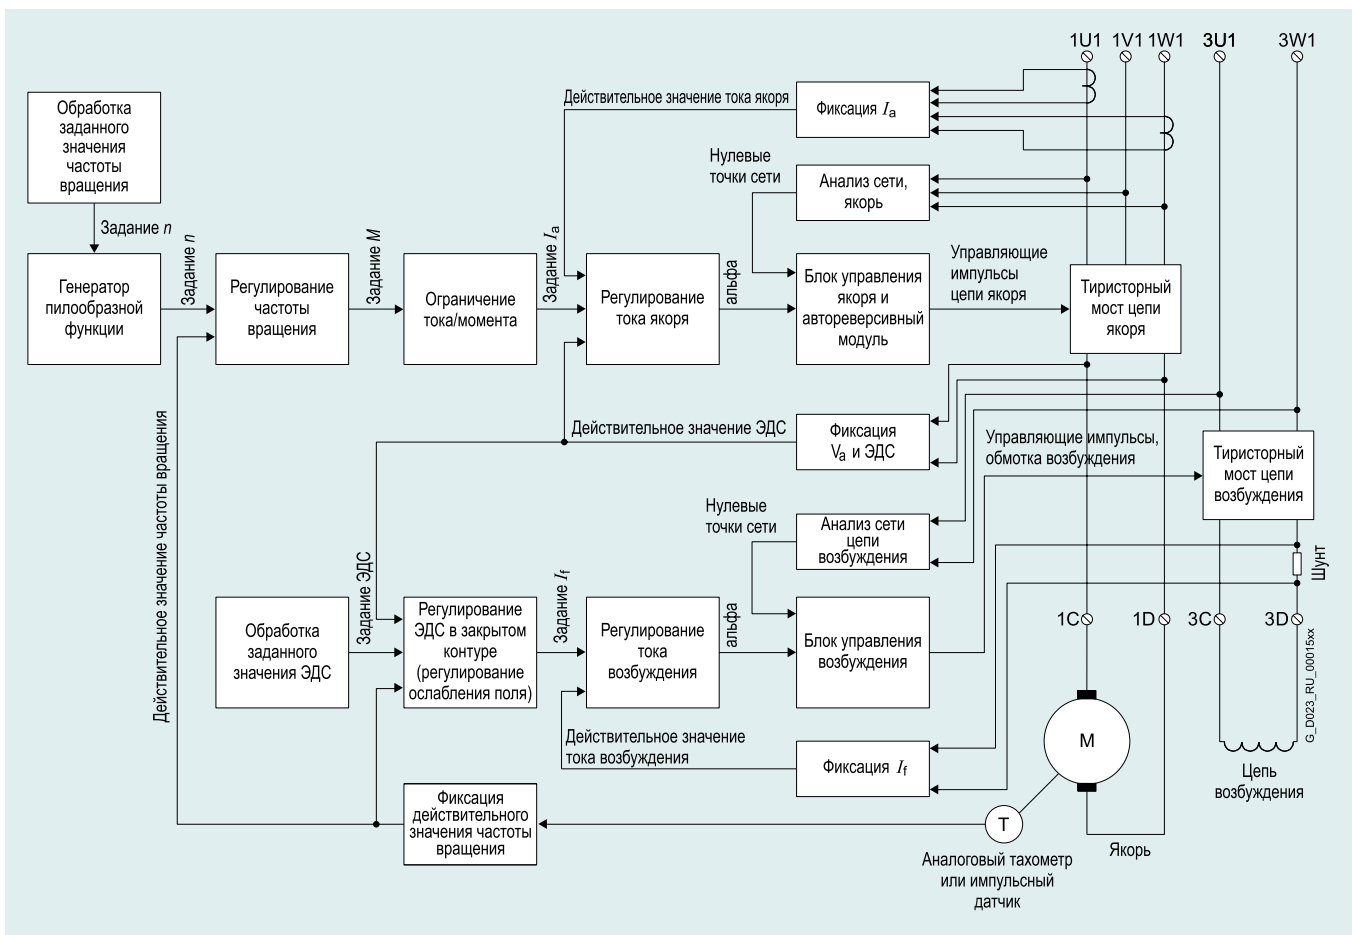 1U1
1V1
1W1
3U1
3W1
Обработка
заданного
значения
частоты
вращения
Действительное значение тока якоря
Фиксация Ia
Нулевые
точки сети
Анализ сети,
якорь
Задание n
Генератор
пилообразной
функции
Задание n
Регулирование
частоты
вращения
Задание M
Ограничение
тока/момента
Задание Ia
Регулирование
тока якоря
альфа
Блок управления
якоря и
автореверсивный
модуль
Управляющие
импульсы
цепи якоря
Тиристорный
мост цепи
якоря
Действительное значение частоты вращения
Действительное значение ЭДС
Фиксация
Va и ЭДС
Управляющие импульсы,
обмотка возбуждения
Тиристорный
мост цепи
возбуждения
Нулевые
точки сети
Анализ сети
цепи
возбуждения
Шунт
Обработка
заданного
значения ЭДС
Задание ЭДС
Регулирование
ЭДС в закрытом
контуре
(регулирование
ослабления поля)
Задание If
Регулирование
тока
возбуждения
альфа
Блок управления
возбуждения
1C
1D
3C
3D
G_D023_RU_00015xx
Действительное значение
тока возбуждения
Фиксация If
M
Цепь
возбуждения
Фиксация
действительного
значения частоты
вращения
T
Аналоговый тахометр
или импульсный
датчик
Якорь